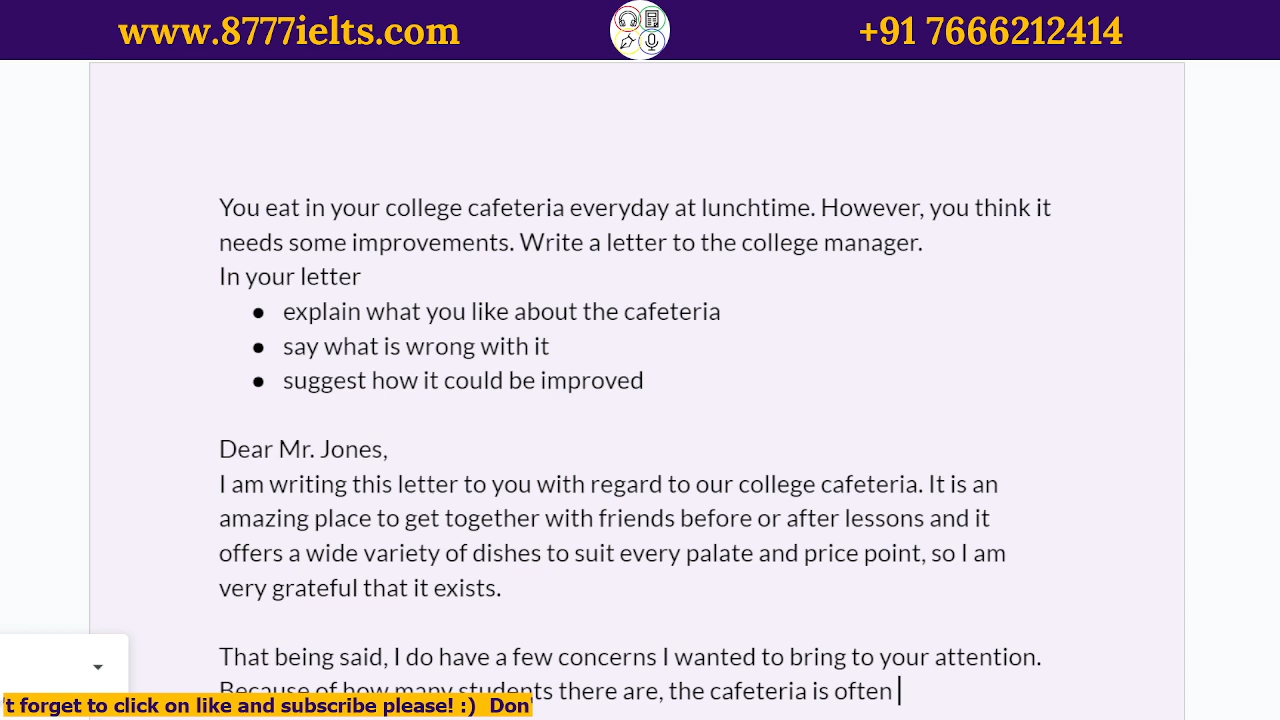 www.8777ielts.com
+91 7666212414
You eat in your college cafeteria everyday at lunchtime. However, you think it
needs some improvements. Write a letter to the college manager.
In your letter
● explain what you like about the cafeteria
● say what is wrong with it
● suggest how it could be improved
Dear Mr. Jones,
I am writing this letter to you with regard to our college cafeteria. It is an
amazing place to get together with friends before or after lessons and it
offers a wide variety of dishes to suit every palate and price point, so I am
very grateful that it exists.
That being said, I do have a few concerns I wanted to bring to your attention.
Because of how many students there are, the cafeteria is often
't forget to click on like and subscribe please! :) Don'